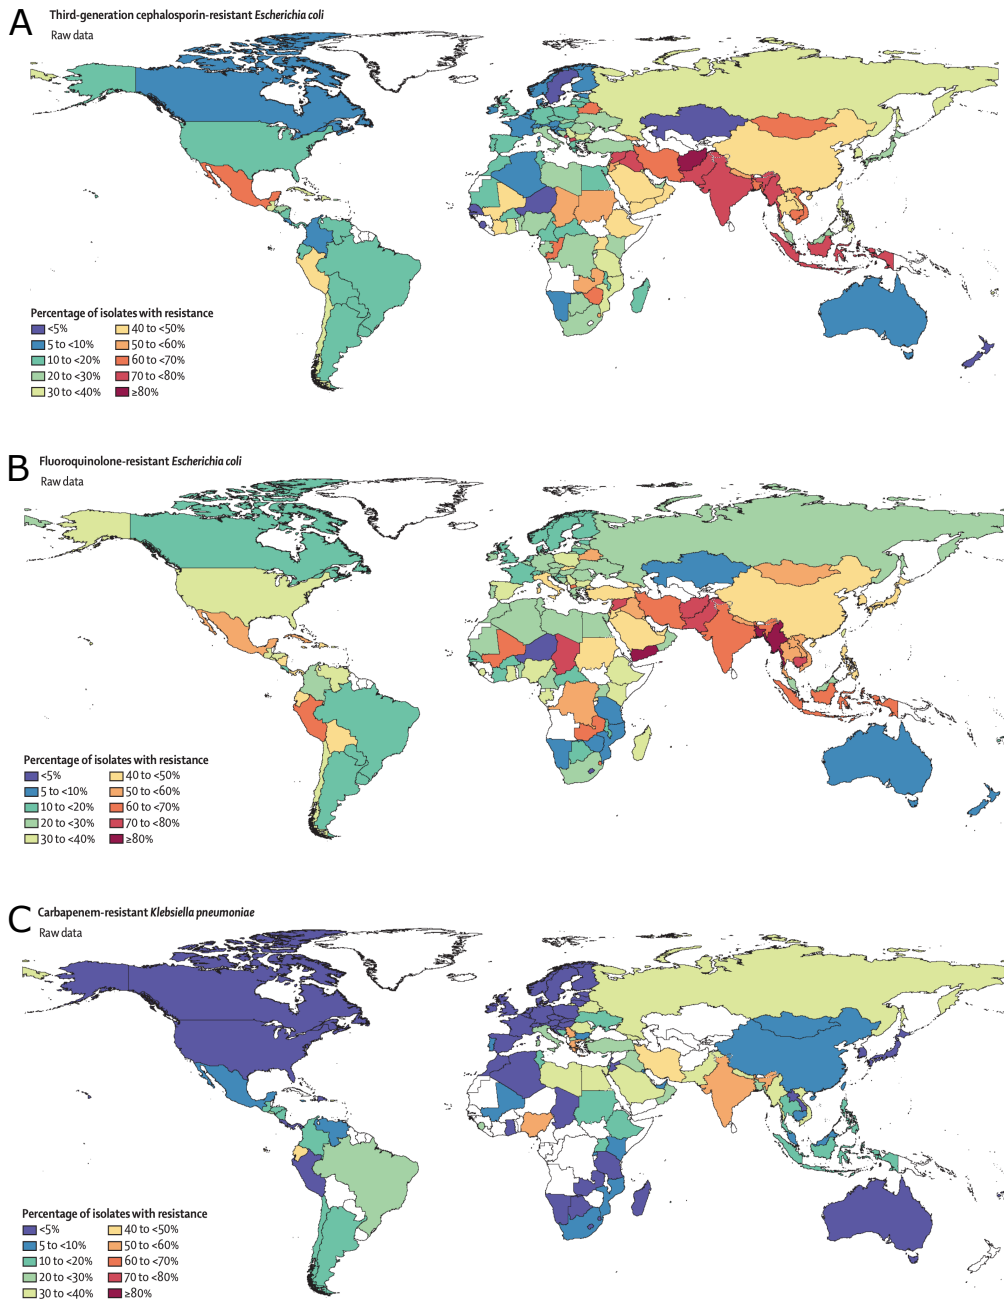 A
Third-generation cephalosporin-resistant Escherichia coli
Raw data
Percentage of isolates with resistance
<5% 40 to <50%
5 to <10% 50 to <60%
10 to <20% 60 to <70%
20 to <30% 70 to <80%
30 to <40% ≥80%
B
Fluoroquinolone-resistant Escherichia coli
Raw data
Percentage of isolates with resistance
<5% 40 to <50%
5 to <10% 50 to <60%
10 to <20% 60 to <70%
20 to <30% 70 to <80%
30 to <40% ≥80%
C
Carbapenem-resistant Klebsiella pneumoniae
Raw data
Percentage of isolates with resistance
<5% 40 to <50%
5 to <10% 50 to <60%
10 to <20% 60 to <70%
20 to <30% 70 to <80%
30 to <40% ≥80%